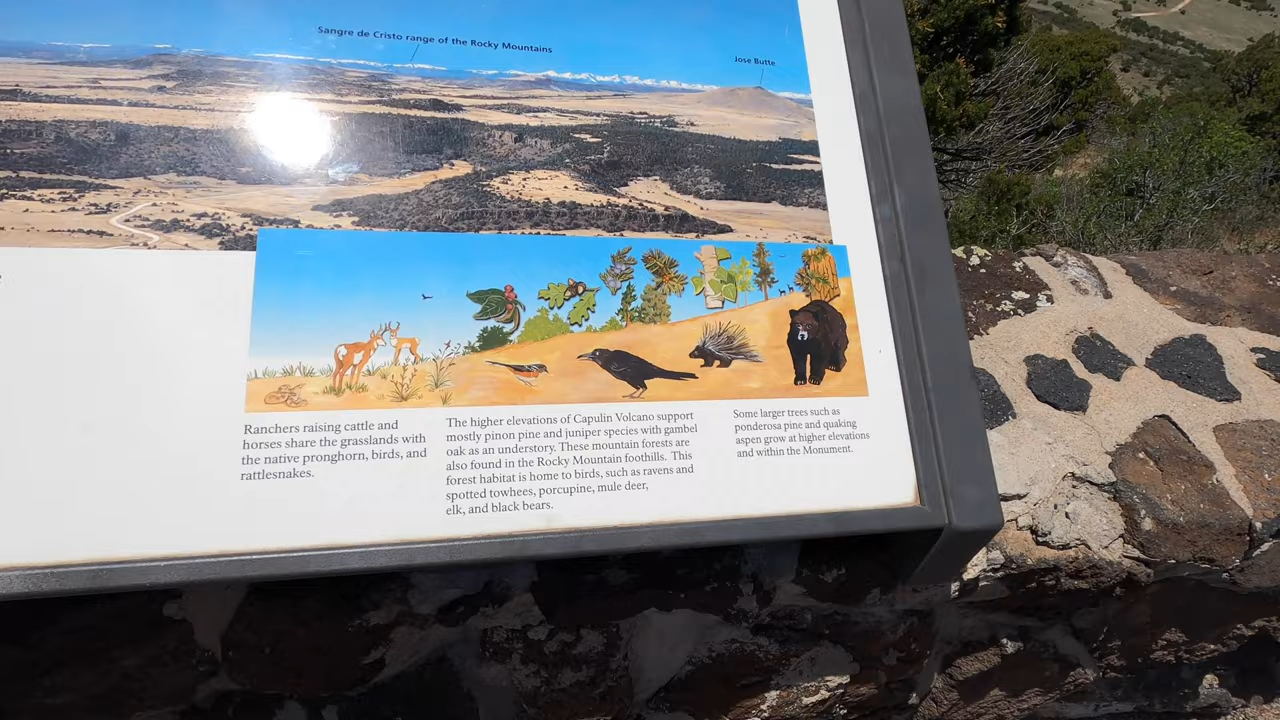 Sangre de Cristo range of the Rocky Mountains
Jose Butte
Ranchers raising cattle and
horses share the grasslands with
the native pronghorn, birds, and
rattlesnakes.
The higher elevations of Capulin Volcano support
mostly pinon pine and juniper species with gambel
oak as an understory. These mountain forests are
also found in the Rocky Mountain foothills. This
forest habitat is home to birds, such as ravens and
spotted towhees, porcupine, mule deer,
elk, and black bears.
Some larger trees such as
ponderosa pine and quaking
aspen grow at higher elevations
and within the Monument.